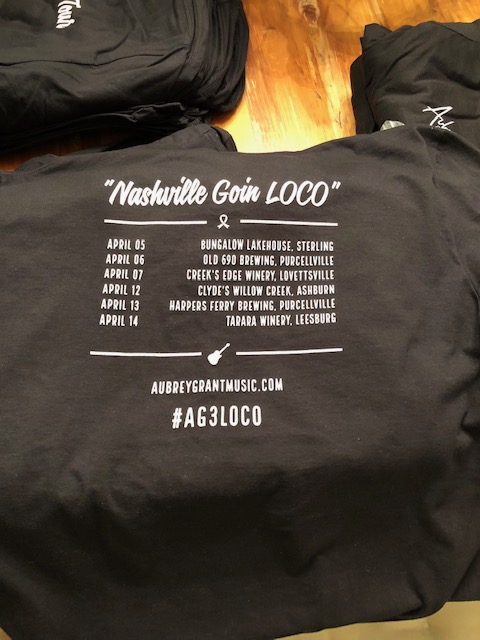 Tour
"Nashville Goin LOCO"
APRIL 05 BUNGALOW LAKEHOUSE, STERLING
APRIL 06 OLD 690 BREWING, PURCELLVILLE
APRIL 07 CREEK'S EDGE WINERY, LOVETTSVILLE
APRIL 12 CLYDE'S WILLOW CREEK, ASHBURN
APRIL 13 HARPERS FERRY BREWING, PURCELLVILLE
APRIL 14 TARARA WINERY, LEESBURG
AUBREYGRANTMUSIC.COM
#AG3LOCO